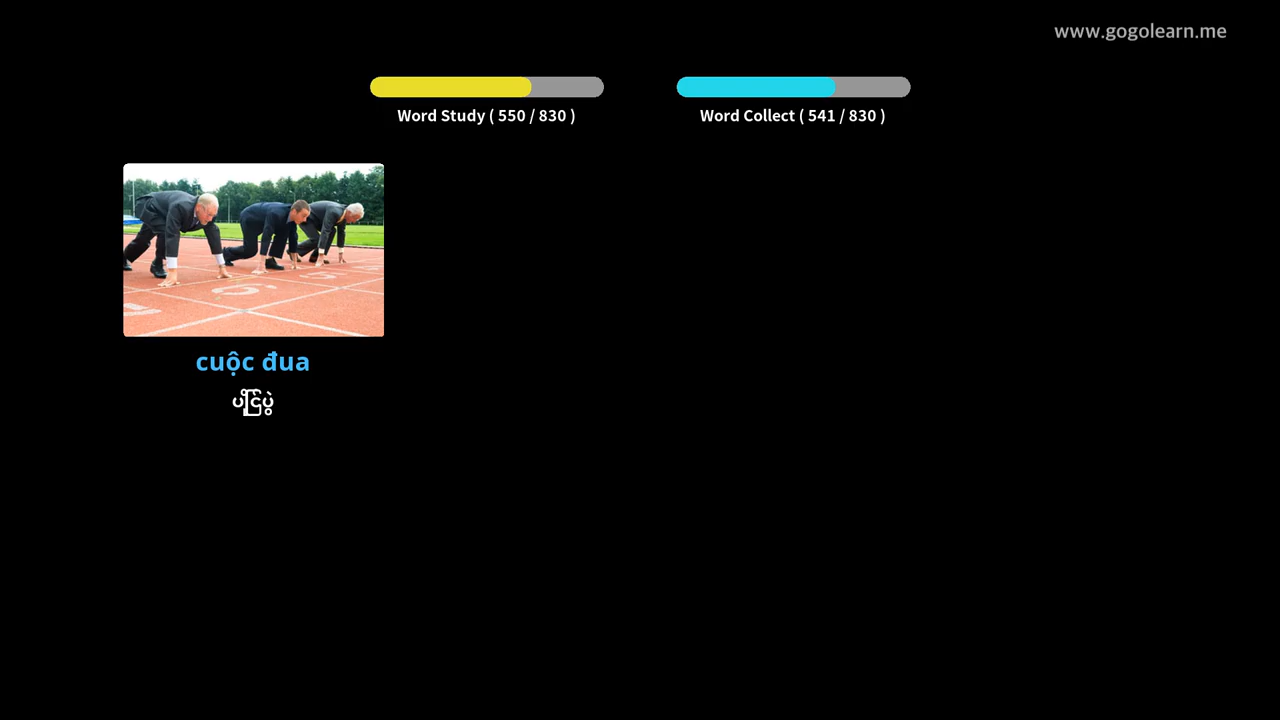 www.gogolearn.me
Word Study ( 550 / 830 )
Word Collect ( 541 / 830 )
cuộc đua
ပြိုင်ပွဲ